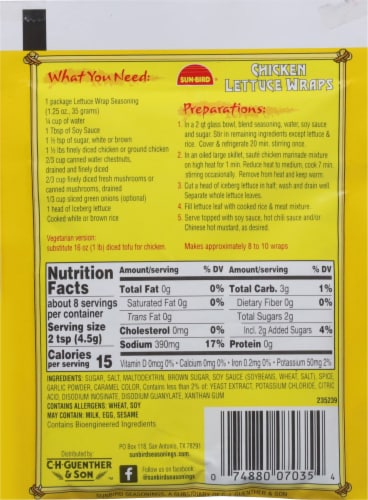 What You Need:
SUN-BIRD
CHICKEN
LETTUCE WRAPS
1 package Lettuce Wrap Seasoning
(1.25 oz., 35 grams)
¼ cup of water
1 Tbsp of Soy Sauce
1 ½ tsp of sugar, white or brown
1 ½ lbs finely diced chicken or ground chicken
2/3 cup canned water chestnuts,
drained and finely diced
2/3 cup finely diced fresh mushrooms or
canned mushrooms, drained
1/3 cup sliced green onions (optional)
1 head of Iceberg lettuce
Cooked white or brown rice
Vegetarian version:
substitute 16 oz (1 lb) diced tofu for chicken.
Preparations:
1. In a 2 qt glass bowl, blend seasoning, water, soy sauce
and sugar. Stir in remaining ingredients except lettuce &
rice. Cover & refrigerate 20 min, stirring once.
2. In an oiled large skillet, sauté chicken marinade mixture
on high heat for 1 min. Reduce heat to medium, cook 7 min;
stirring occasionally. Remove from heat and keep warm.
3. Cut a head of iceberg lettuce in half; wash and drain well.
Separate whole lettuce leaves.
4. Fill lettuce leaf with cooked rice & meat mixture.
5. Serve topped with soy sauce, hot chili sauce and/or
Chinese hot mustard, as desired.
Makes approximately 8 to 10 wraps
Nutrition
Facts
about 8 servings
per container
Serving size
2 tsp (4.5g)
Calories
per serving 15
Amount/serving % DV
Total Fat 0g 0%
Saturated Fat 0g 0%
Trans Fat 0g
Cholesterol 0mg 0%
Sodium 390mg 17%
Amount/serving % DV
Total Carb. 3g 1%
Dietary Fiber 0g 0%
Total Sugars 2g
Incl. 2g Added Sugars 4%
Protein 0g
Vitamin D 0mcg 0% • Calcium 0mg 0% • Iron 0.2mg 0% • Potassium 50mg 2%
INGREDIENTS: SUGAR, SALT, MALTODEXTRIN, BROWN SUGAR, SOY SAUCE (SOYBEANS, WHEAT, SALT), SPICE,
GARLIC POWDER, CARAMEL COLOR. Contains less than 2% of: YEAST EXTRACT, POTASSIUM CHLORIDE, CITRIC
ACID, DISODIUM INOSINATE, DISODIUM GUANYLATE, XANTHAN GUM
CONTAINS ALLERGENS: WHEAT, SOY
MAY CONTAIN: MILK, EGG, SESAME
Contains Bioengineered Ingredients
235239
Distributed by:
C·H·GUENTHER
& SON
PO BOX 118, San Antonio, TX 78291
sunbirdseasonings.com
f
Follow us on facebook
@sunbirdseasonings
0 74880 07035 4